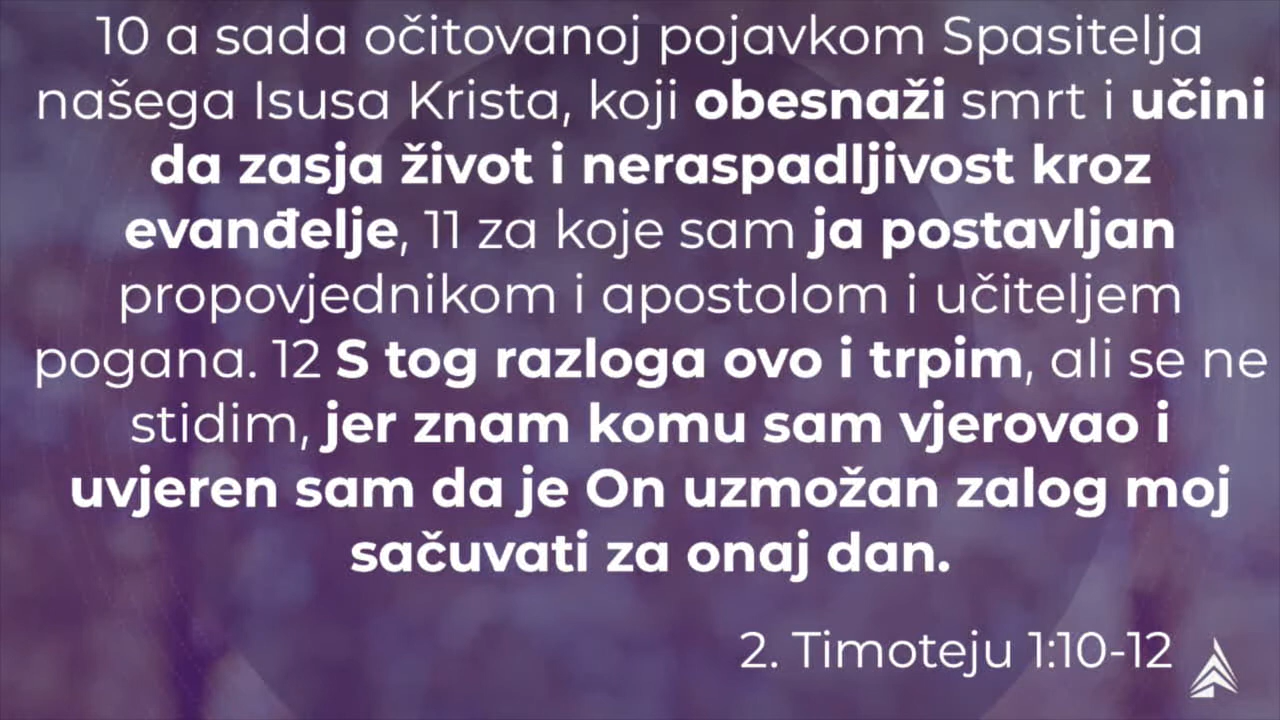 10 a sada očitovanoj pojavkom Spasitelja
našega Isusa Krista, koji obesnaži smrt i učini
da zasja život i neraspadljivost kroz
evanđelje, 11 za koje sam ja postavljan
propovjednikom i apostolom i učiteljem
pogana. 12 S tog razloga ovo i trpim, ali se ne
stidim, jer znam komu sam vjerovao i
uvjeren sam da je On uzmožan zalog moj
sačuvati za onaj dan.
2. Timoteju 1:10-12